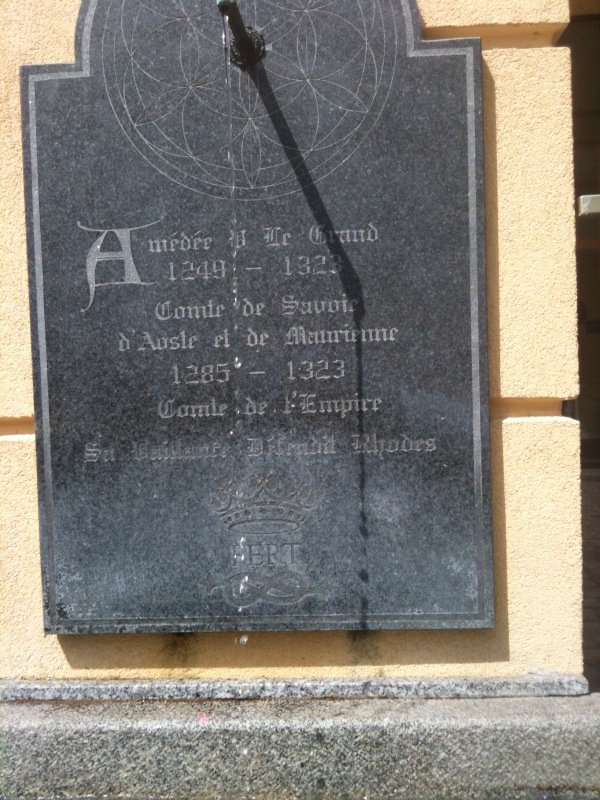 Amédée V Le Grand
1249 - 1323
Comte de Savoie
d'Aoste et de Maurienne
1285 - 1323
Comte de l'Empire
Sa Vaillance Défendit Rhodes
FERT